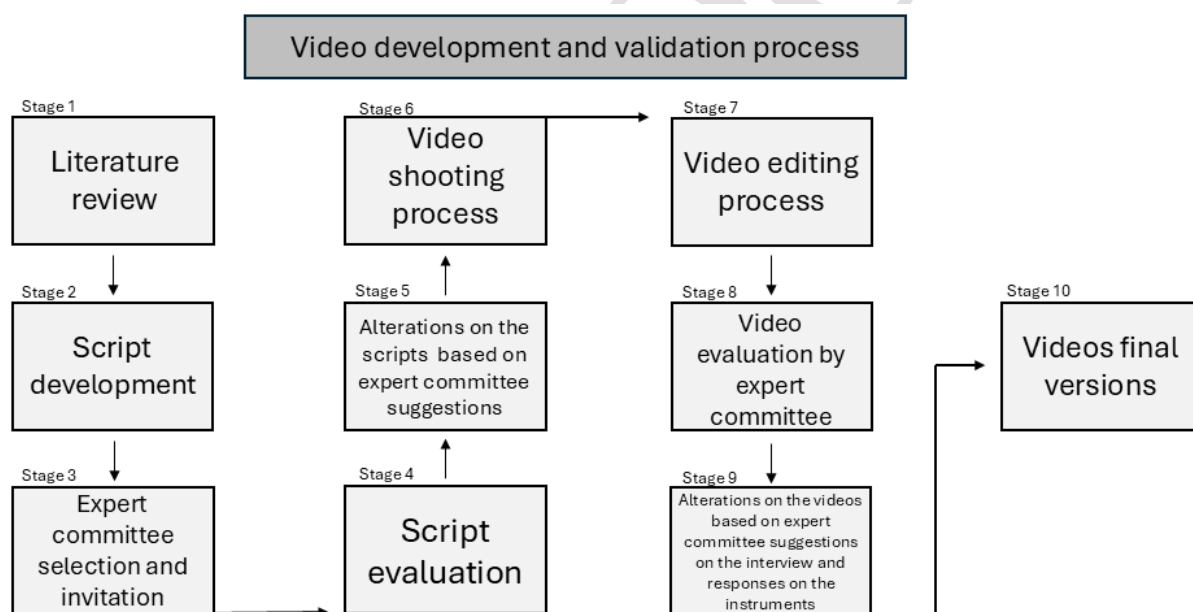 Video development and validation process
Stage 1
Literature
review
Stage 2
Script
development
Stage 3
Expert
committee
selection and
invitation
Stage 4
Script
evaluation
Stage 5
Alterations on the
scripts based on
expert committee
suggestions
Stage 6
Video
shooting
process
Stage 7
Video editing
process
Stage 8
Video
evaluation by
expert
committee
Stage 9
Alterations on the videos
based on expert
committee suggestions
on the interview and
responses on the
instruments
Stage 10
Videos final
versions